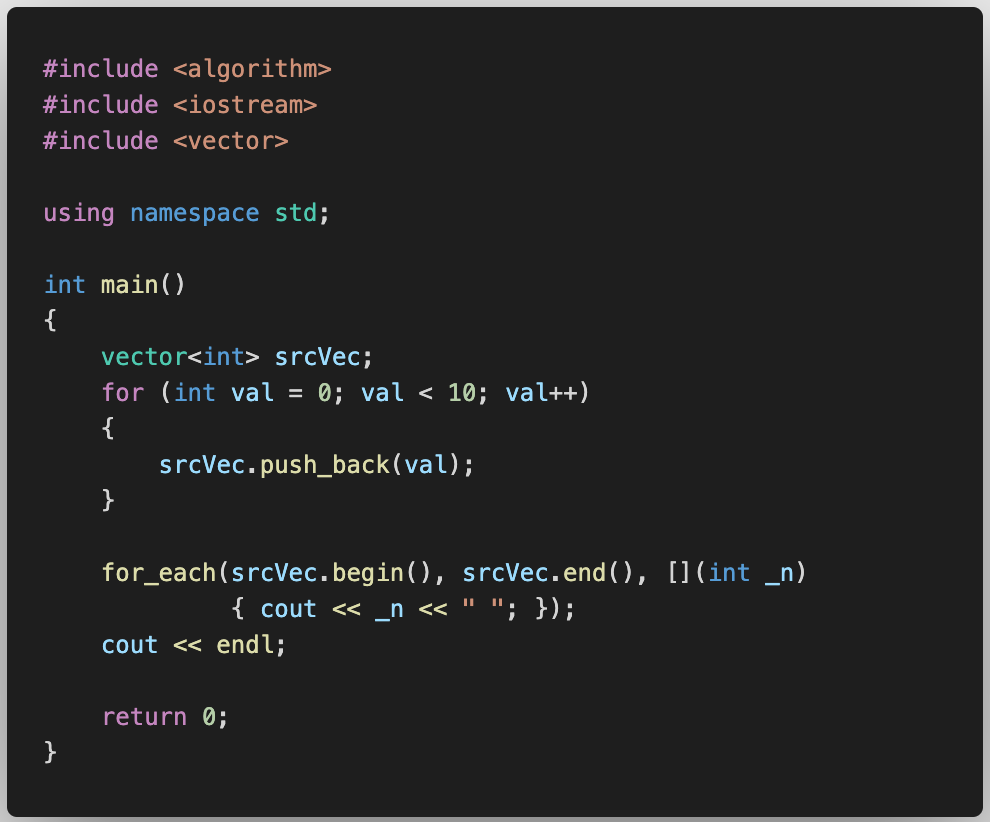 #include <algorithm>
#include <iostream>
#include <vector>

using namespace std;

int main()
{
    vector<int> srcVec;
    for (int val = 0; val < 10; val++)
    {
        srcVec.push_back(val);
    }

    for_each(srcVec.begin(), srcVec.end(), [](int _n)
             { cout << _n << " "; });
    cout << endl;

    return 0;
}